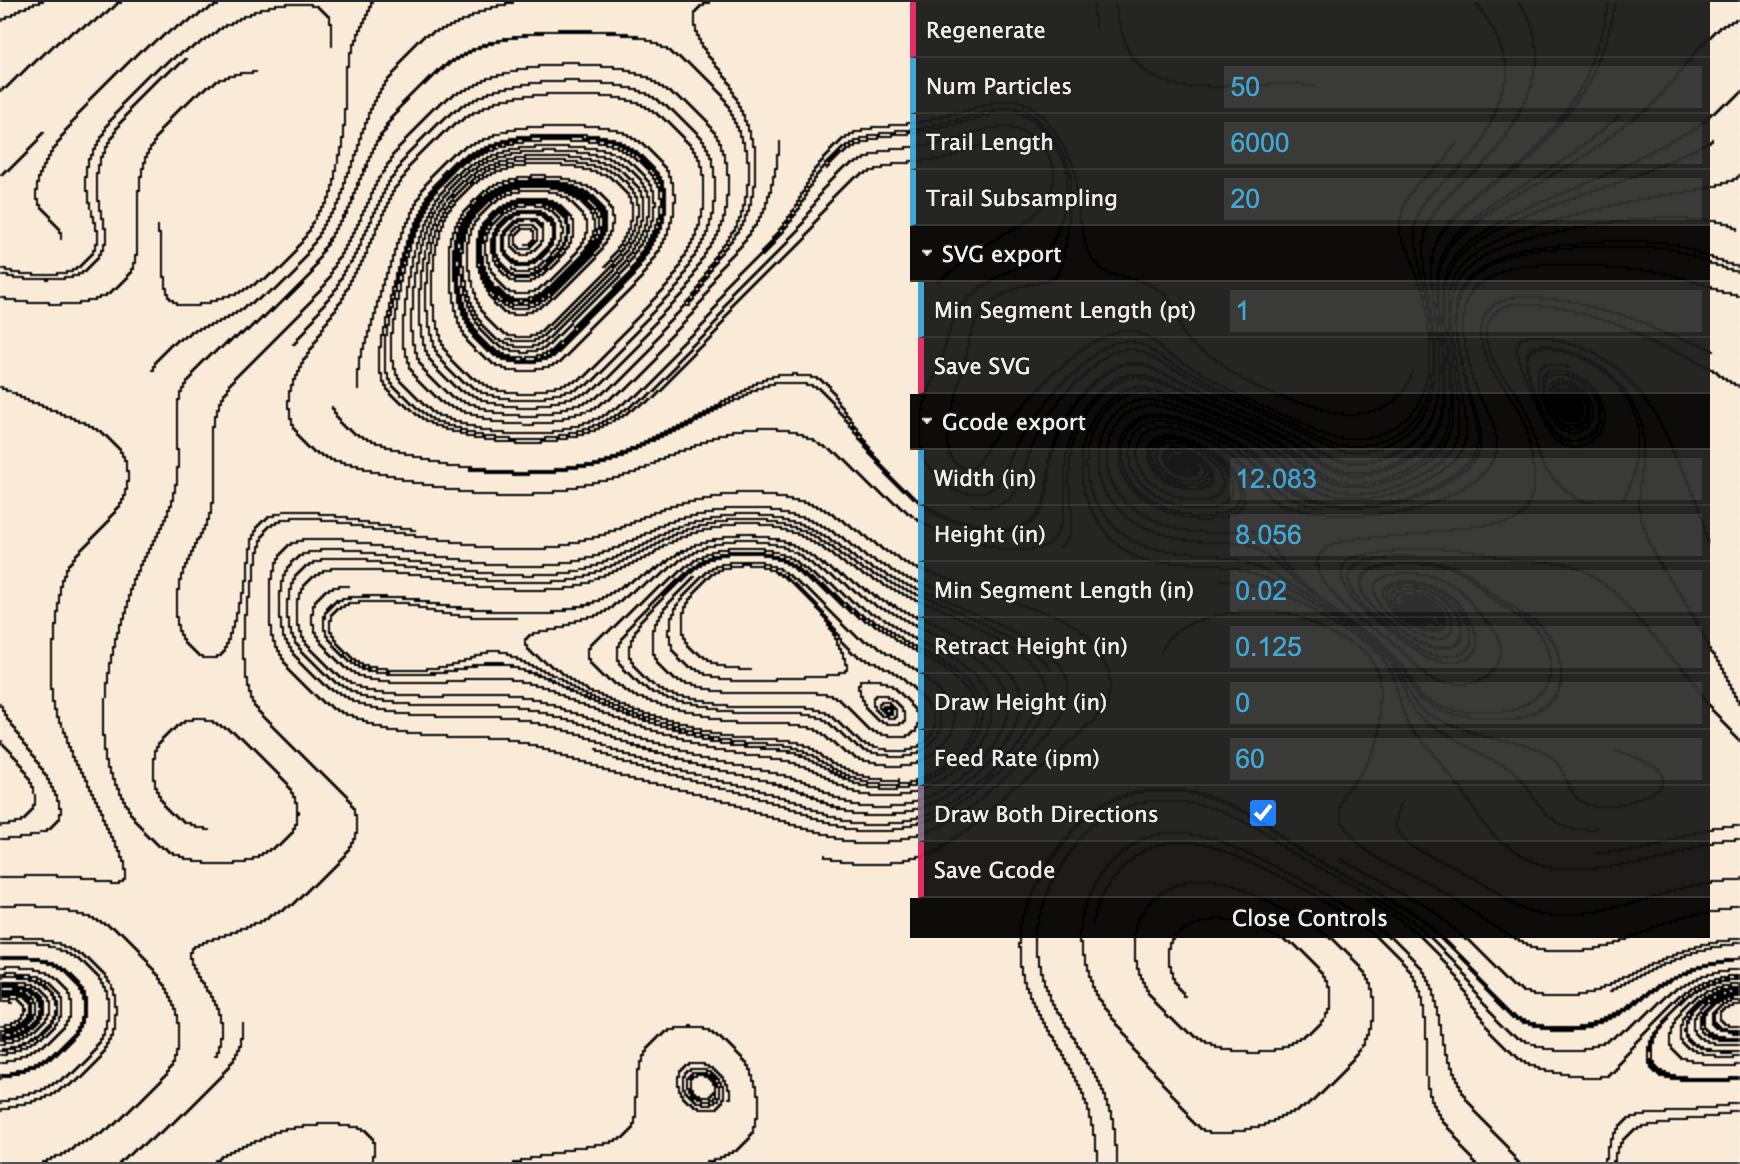 Regenerate
Num Particles 50
Trail Length 6000
Trail Subsampling 20
SVG export
Min Segment Length (pt) 1
Save SVG
Gcode export
Width (in) 12.083
Height (in) 8.056
Min Segment Length (in) 0.02
Retract Height (in) 0.125
Draw Height (in) 0
Feed Rate (ipm) 60
Draw Both Directions
Save Gcode
Close Controls